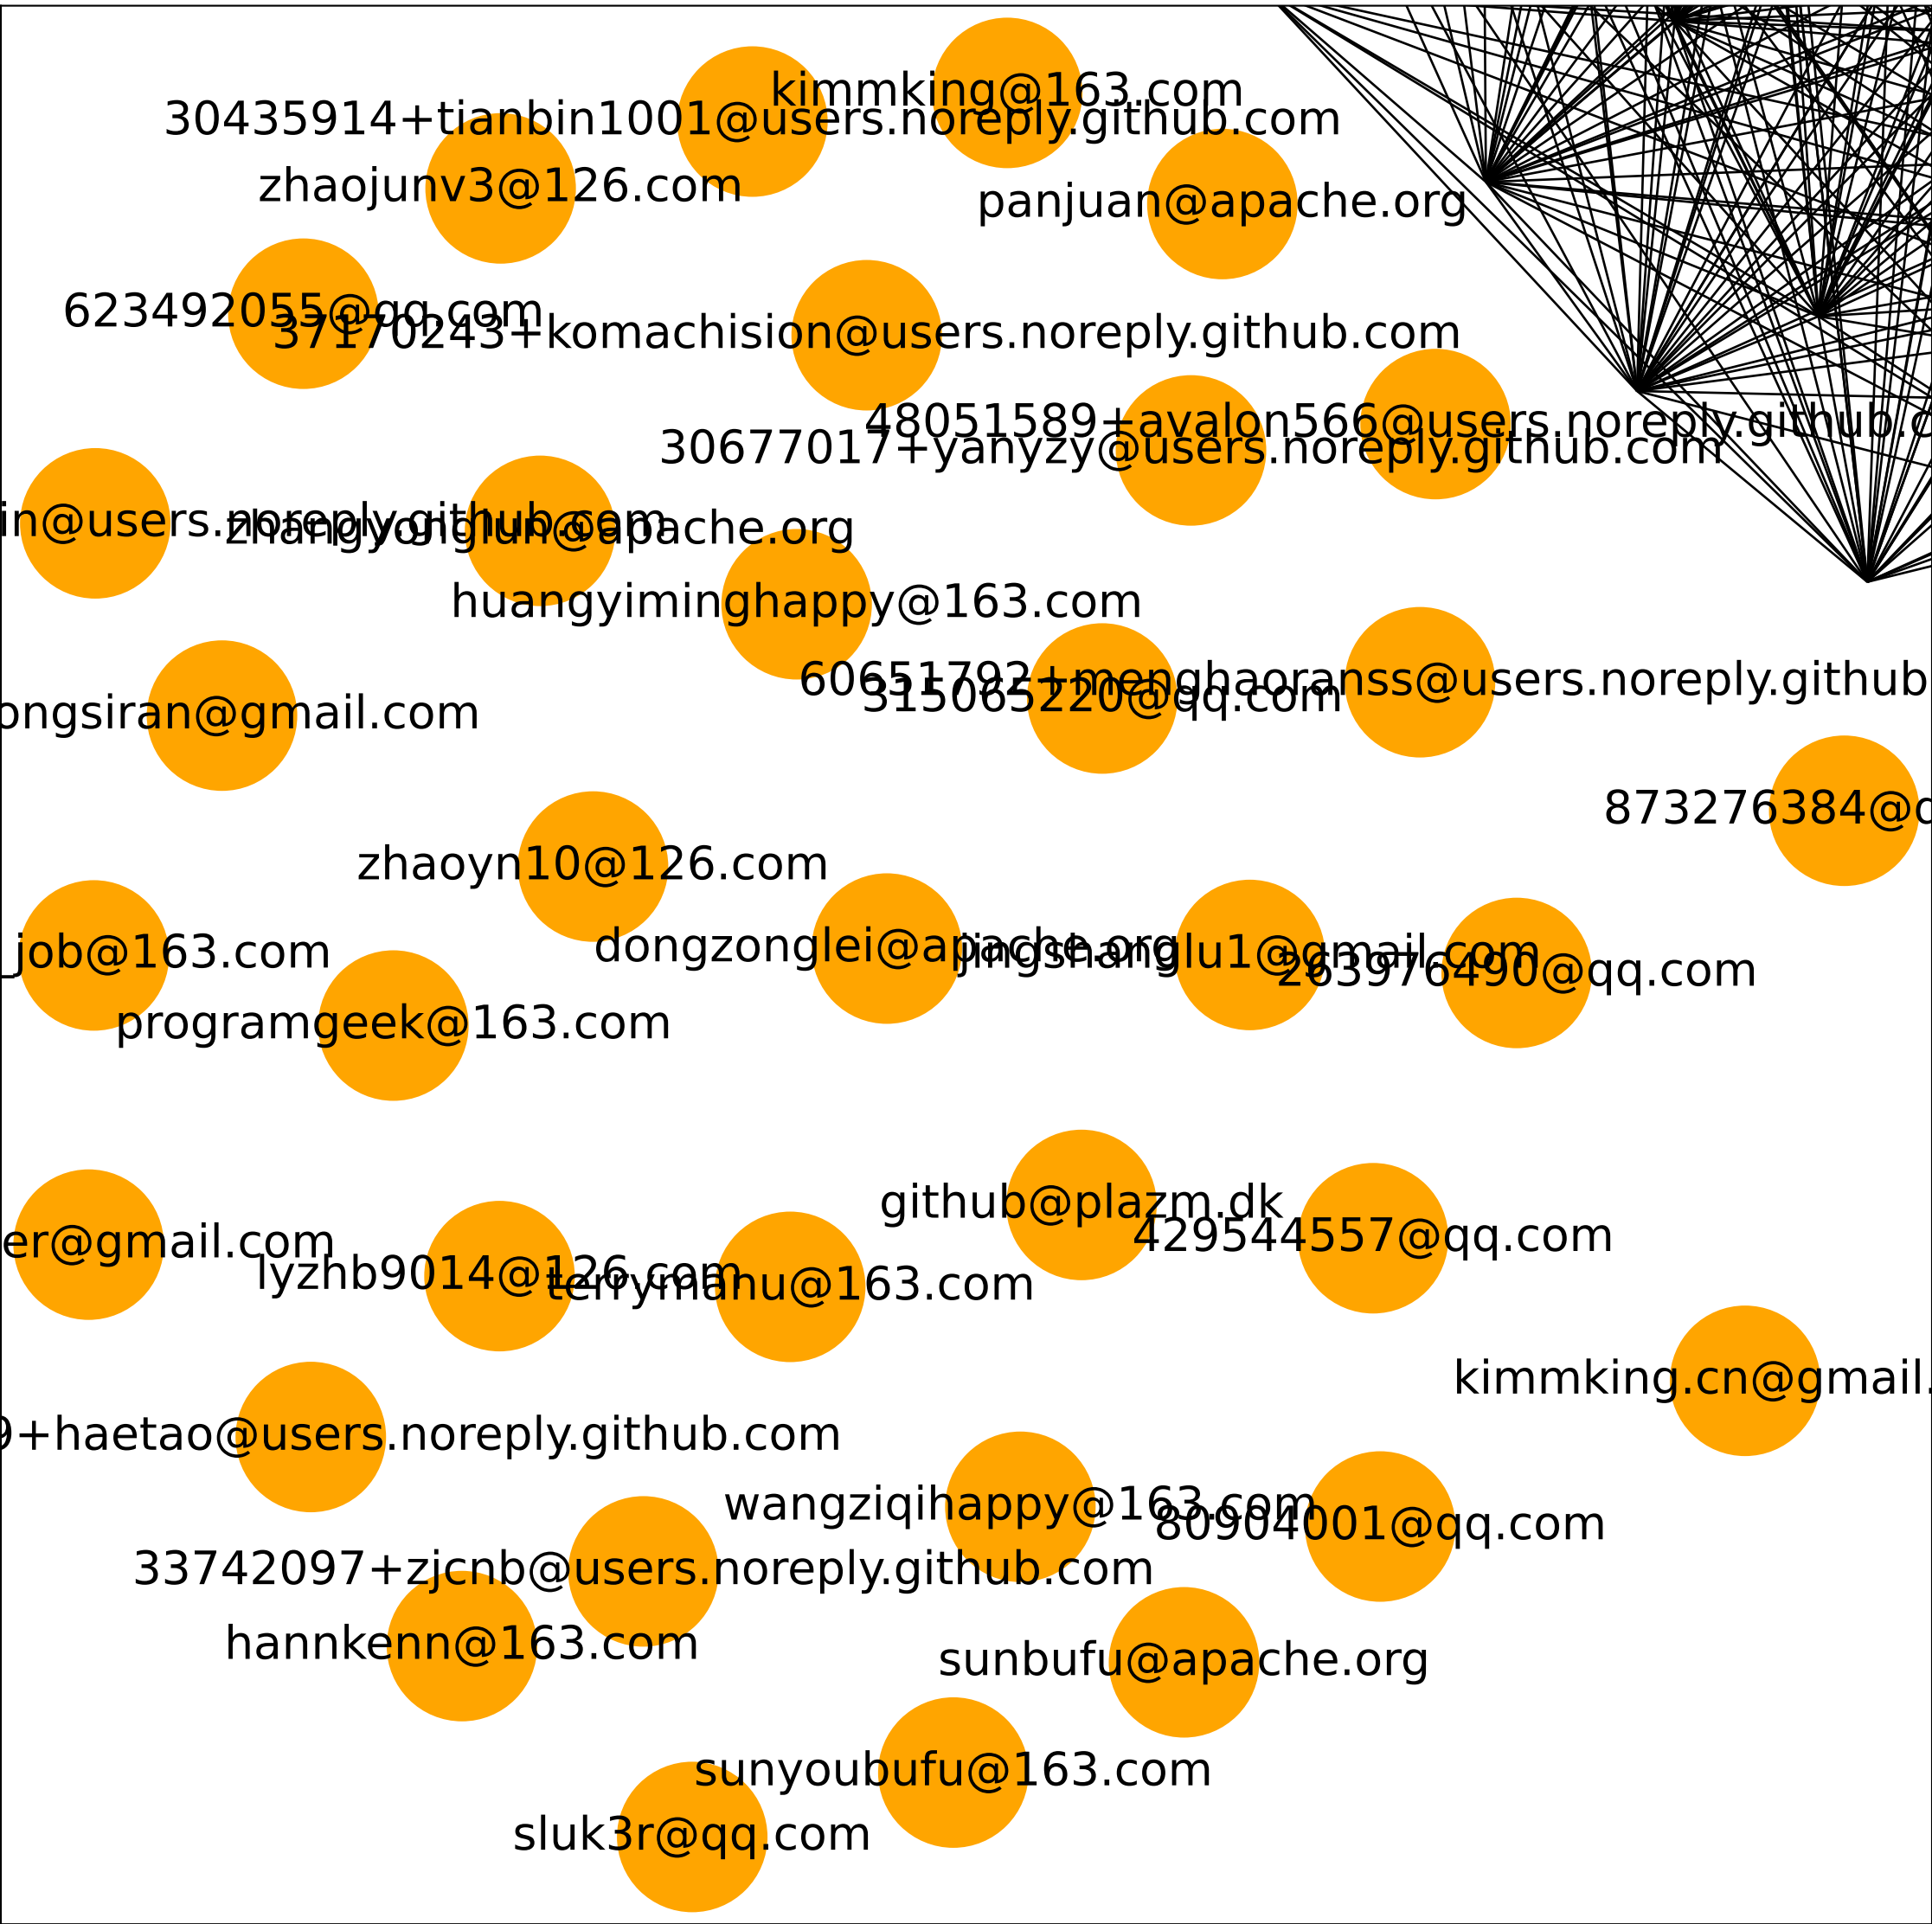 kimmking@163.com
30435914+tianbin1001@users.noreply.github.com
zhaojunv3@126.com
panjuan@apache.org
623492055@qq.com
37170243+komachision@users.noreply.github.com
48051589+avalon566@users.noreply.github.c
30677017+yanyzy@users.noreply.github.com
in@users.noreply.github.com
zhangyonglun@apache.org
huangyiminghappy@163.com
60651792+menghaoranss@users.noreply.github
315065220@qq.com
ongsiran@gmail.com
873276384@q
zhaoyn10@126.com
dongzonglei@apache.org
jingshanglu1@gmail.com
_job@163.com
263976490@qq.com
programgeek@163.com
github@plazm.dk
429544557@qq.com
er@gmail.com
lyzhb9014@126.com
terrymanu@163.com
kimmking.cn@gmail.
9+haetao@users.noreply.github.com
wangziqihappy@163.com
80904001@qq.com
33742097+zjcnb@users.noreply.github.com
hannkenn@163.com
sunbufu@apache.org
sunyoubufu@163.com
sluk3r@qq.com